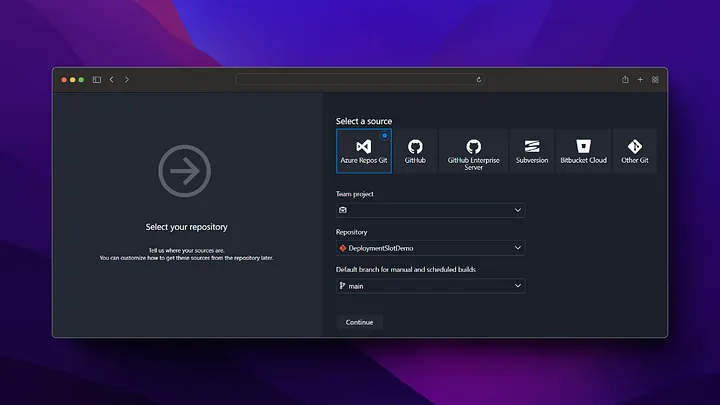 Select your repository
Tell us where your sources are.
You can customize how to get these sources from the repository later.
Select a source
Azure Repos Git
GitHub
GitHub Enterprise
Server
Subversion
Bitbucket Cloud
Other Git
Team project
Repository
DeploymentSlotDemo
Default branch for manual and scheduled builds
main
Continue